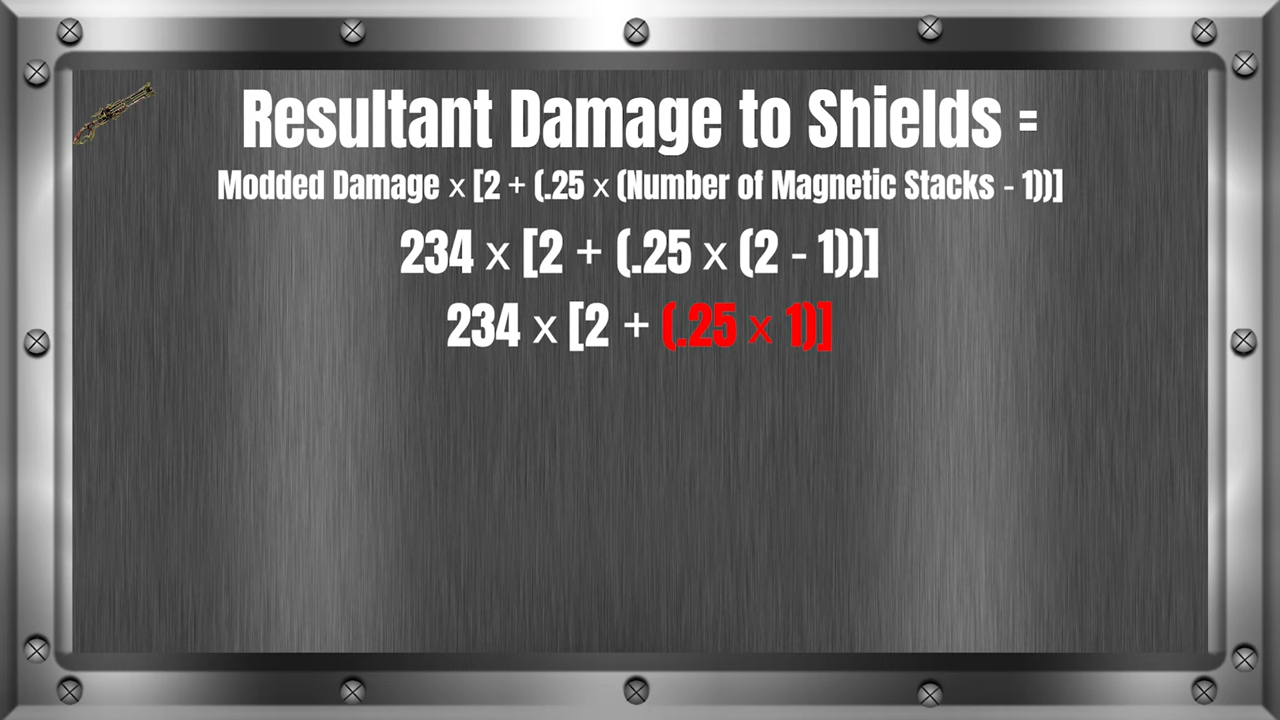 Resultant Damage to Shields =
Modded Damage x [2 + (.25 x (Number of Magnetic Stacks - 1))]
234 x [2 + (.25 x (2 - 1))]
234 x [2 + (.25 x 1)]